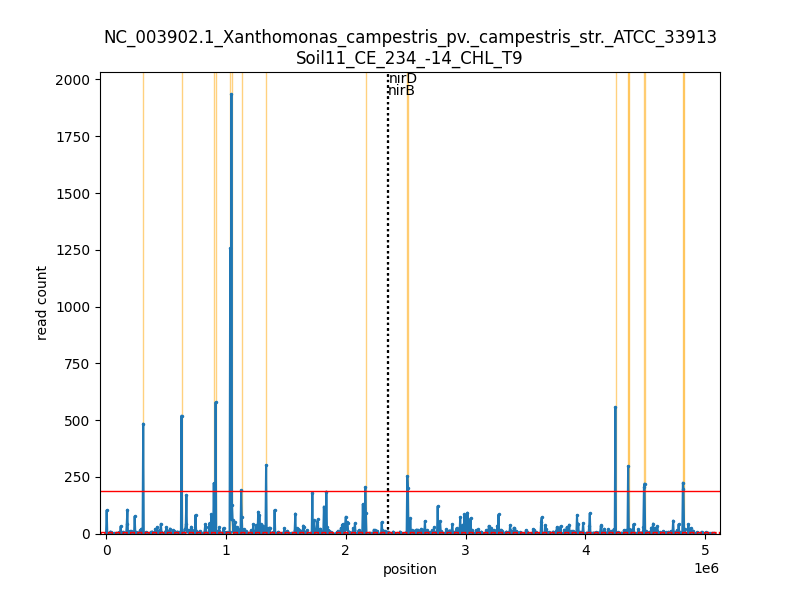 NC_003902.1_Xanthomonas_campestris_pv._campestris_str._ATCC_33913
Soil11_CE_234_-14_CHL_T9
nirD
nirB
2000
1750
1500
1250
1000
750
500
250
0
read count
0 1 2 3 4 5
1e6
position